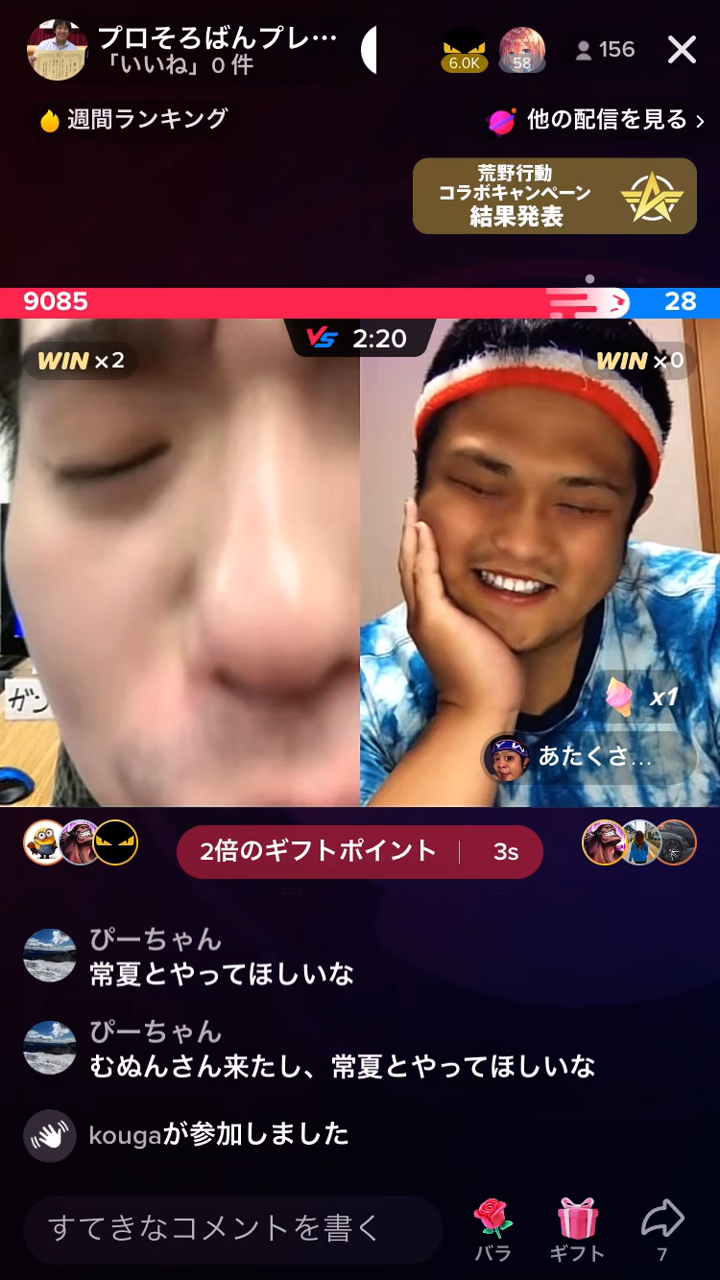 プロそろばんプレ…
「いいね」0 件
6.0K
58
156
週間ランキング
他の配信を見る
荒野行動
コラボキャンペーン
結果発表
9085
28
VS 2:20
WIN x2
WIN x0
ガン
x1
あたくさ…
2倍のギフトポイント 3s
ぴーちゃん
常夏とやってほしいな
ぴーちゃん
むぬんさん来たし、常夏とやってほしいな
kougaが参加しました
すてきなコメントを書く
バラ
ギフト
7